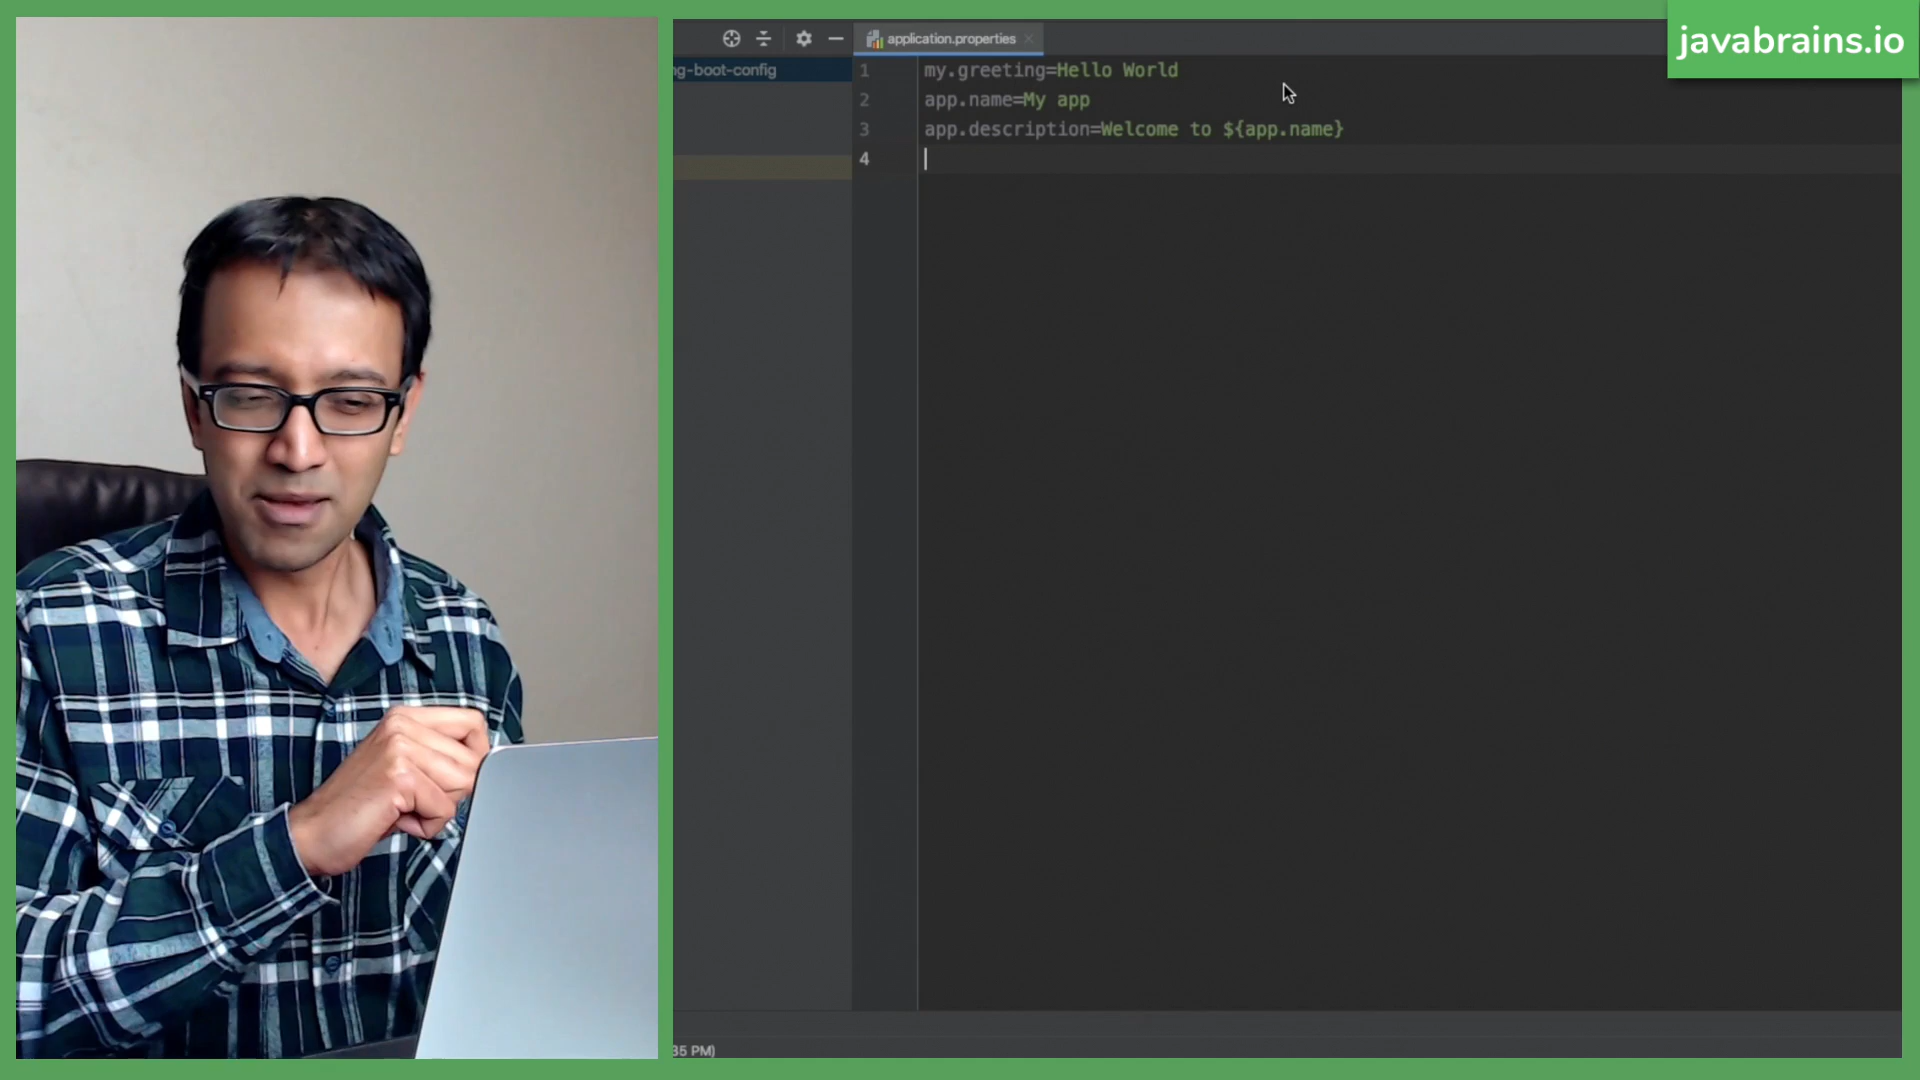 javabrains.io
application.properties
ng-boot-config
1 my.greeting=Hello World
2 app.name=My app
3 app.description=Welcome to ${app.name}
4
35 PM)